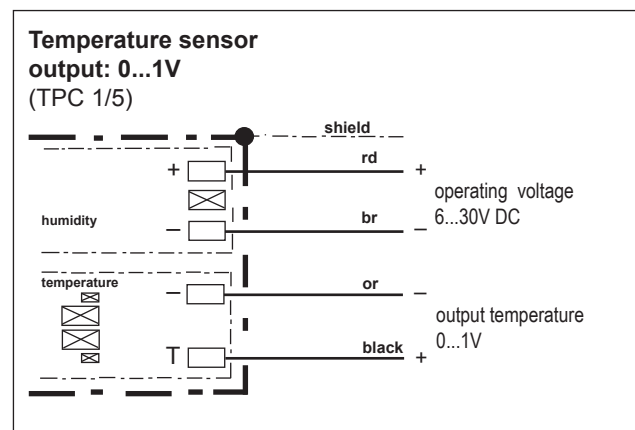 Temperature sensor
output: 0...1V
(TPC 1/5)
shield
+ rd +
operating voltage
humidity
6...30V DC
– br –
temperature
– or –
output temperature
0...1V
T black +